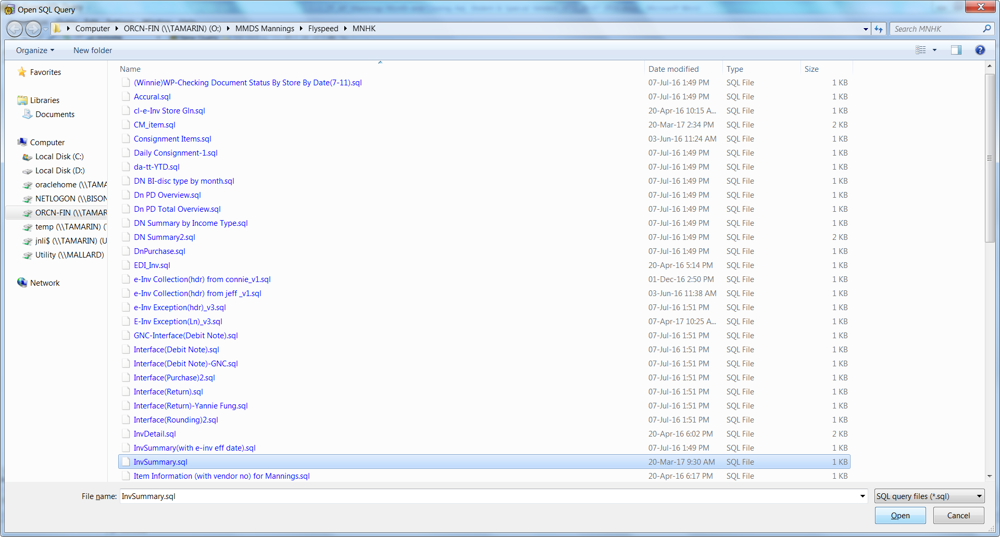 Open SQL Query
Computer ORCN-FIN (\\TAMARIN) (O:) MMDS Mannings Flyspeed MNHK
Search MNHK
Organize New folder
Name Date modified Type Size
Favorites
Libraries
Documents
Computer
Local Disk (C:)
Local Disk (D:)
oraclehome (\\TAMA
NETLOGON (\\BISON
ORCN-FIN (\\TAMAR
temp (\\TAMARIN) (
jnli$ (\\TAMARIN) (U
Utility (\\MALLARD)
Network
(Winnie)WP-Checking Document Status By Store By Date(7-11).sql 07-Jul-16 1:49 PM SQL File 1 KB
Accural.sql 07-Jul-16 1:49 PM SQL File 1 KB
cl-e-Inv Store Gln.sql 20-Apr-16 10:15 A... SQL File 1 KB
CM_item.sql 20-Mar-17 2:34 PM SQL File 2 KB
Consignment Items.sql 03-Jun-16 11:24 AM SQL File 1 KB
Daily Consignment-1.sql 07-Jul-16 1:49 PM SQL File 1 KB
da-tt-YTD.sql 07-Jul-16 1:49 PM SQL File 1 KB
DN BI-disc type by month.sql 07-Jul-16 1:49 PM SQL File 1 KB
Dn PD Overview.sql 07-Jul-16 1:49 PM SQL File 1 KB
Dn PD Total Overview.sql 07-Jul-16 1:49 PM SQL File 1 KB
DN Summary by Income Type.sql 07-Jul-16 1:49 PM SQL File 1 KB
DN Summary2.sql 07-Jul-16 1:49 PM SQL File 2 KB
DnPurchase.sql 07-Jul-16 1:49 PM SQL File 1 KB
EDI_Inv.sql 20-Apr-16 5:14 PM SQL File 1 KB
e-Inv Collection(hdr) from connie_v1.sql 01-Dec-16 2:50 PM SQL File 1 KB
e-Inv Collection(hdr) from jeff _v1.sql 03-Jun-16 11:38 AM SQL File 1 KB
e-Inv Exception(hdr)_v3.sql 07-Jul-16 1:51 PM SQL File 1 KB
E-Inv Exception(Ln)_v3.sql 07-Apr-17 10:25 A... SQL File 1 KB
GNC-Interface(Debit Note).sql 07-Jul-16 1:51 PM SQL File 1 KB
Interface(Debit Note).sql 07-Jul-16 1:51 PM SQL File 1 KB
Interface(Debit Note)-GNC.sql 07-Jul-16 1:51 PM SQL File 1 KB
Interface(Purchase)2.sql 07-Jul-16 1:51 PM SQL File 1 KB
Interface(Return).sql 07-Jul-16 1:51 PM SQL File 1 KB
Interface(Return)-Yannie Fung.sql 07-Jul-16 1:51 PM SQL File 1 KB
Interface(Rounding)2.sql 07-Jul-16 1:51 PM SQL File 1 KB
InvDetail.sql 20-Apr-16 6:02 PM SQL File 2 KB
InvSummary(with e-inv eff date).sql 07-Jul-16 1:49 PM SQL File 1 KB
InvSummary.sql 20-Mar-17 9:30 AM SQL File 1 KB
Item Information (with vendor no) for Mannings.sql 20-Apr-16 6:17 PM SQL File 1 KB
File name: InvSummary.sql SQL query files (*.sql)
Open Cancel